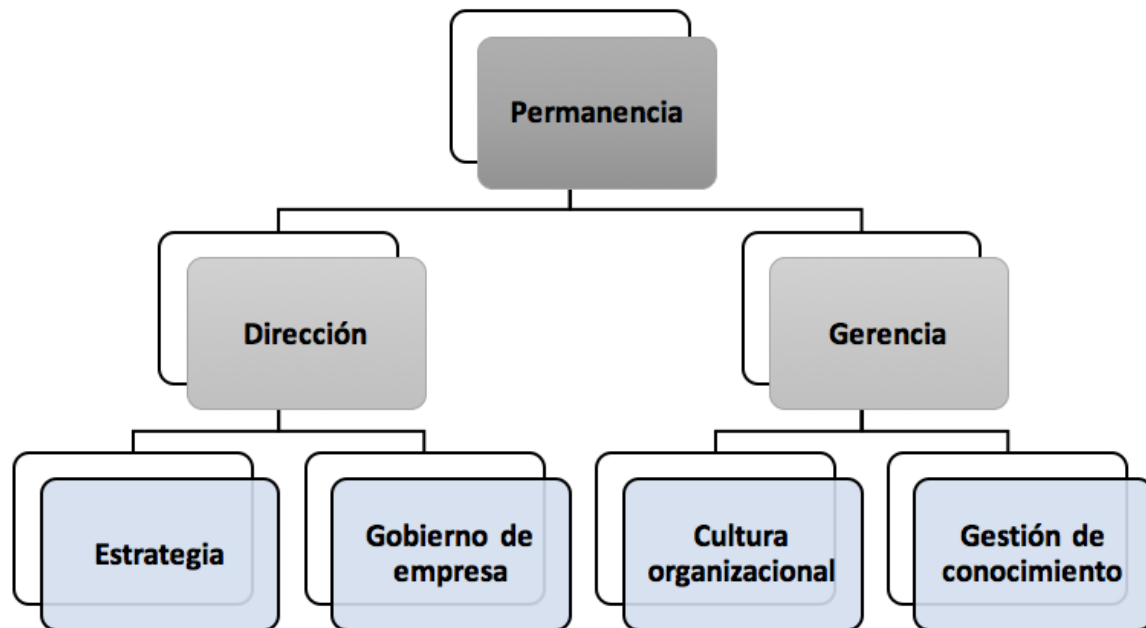 Permanencia
Dirección
Gerencia
Estrategia
Gobierno de
empresa
Cultura
organizacional
Gestión de
conocimiento